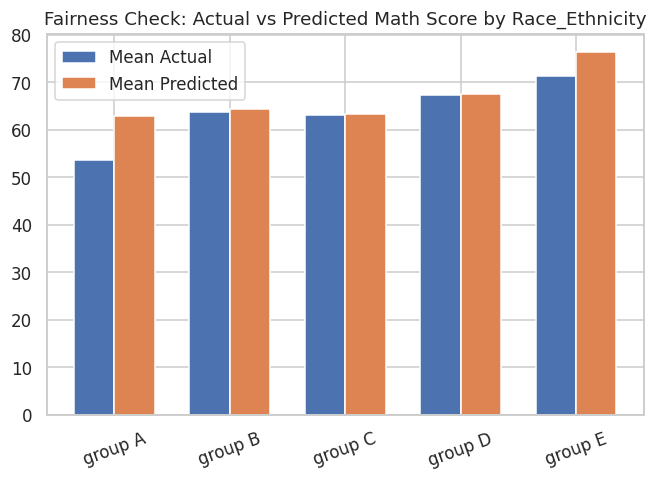 Fairness Check: Actual vs Predicted Math Score by Race_Ethnicity
Mean Actual
Mean Predicted
80
70
60
50
40
30
20
10
0
group A
group B
group C
group D
group E